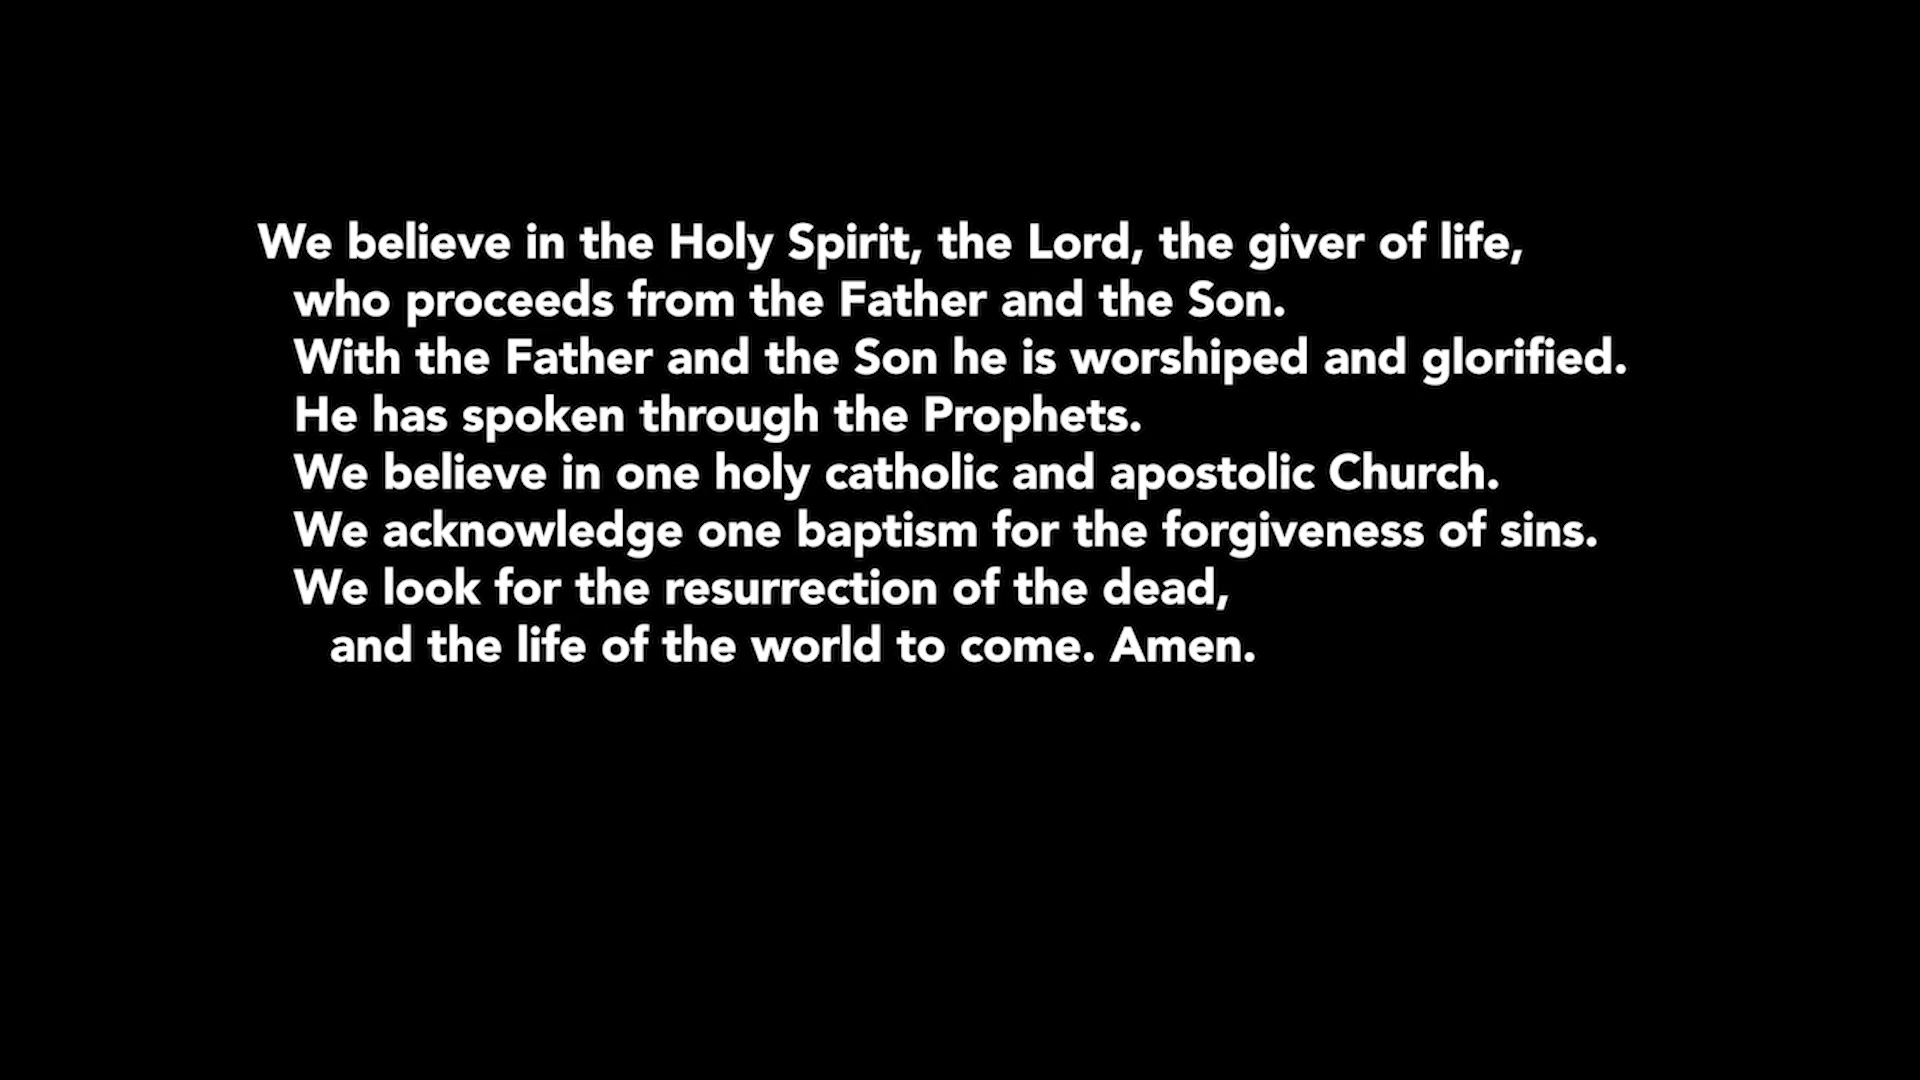 We believe in the Holy Spirit, the Lord, the giver of life,
who proceeds from the Father and the Son.
With the Father and the Son he is worshiped and glorified.
He has spoken through the Prophets.
We believe in one holy catholic and apostolic Church.
We acknowledge one baptism for the forgiveness of sins.
We look for the resurrection of the dead,
and the life of the world to come. Amen.